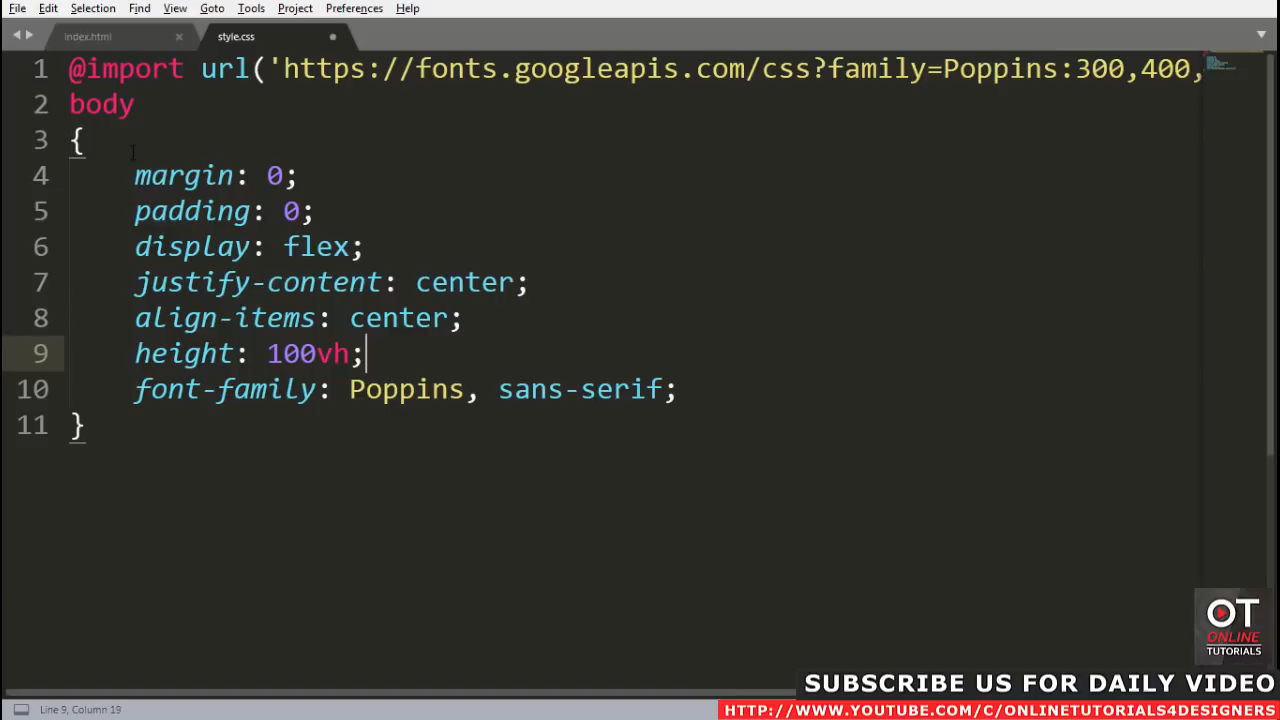 File Edit Selection Find View Goto Tools Project Preferences Help
index.html style.css
1 @import url('https://fonts.googleapis.com/css?family=Poppins:300,400,
2 body
3 {
4 margin: 0;
5 padding: 0;
6 display: flex;
7 justify-content: center;
8 align-items: center;
9 height: 100vh;
10 font-family: Poppins, sans-serif;
11 }
OT
ONLINE
TUTORIALS
SUBSCRIBE US FOR DAILY VIDEO
Line 9, Column 19
HTTP://WWW.YOUTUBE.COM/C/ONLINETUTORIALS4DESIGNERS